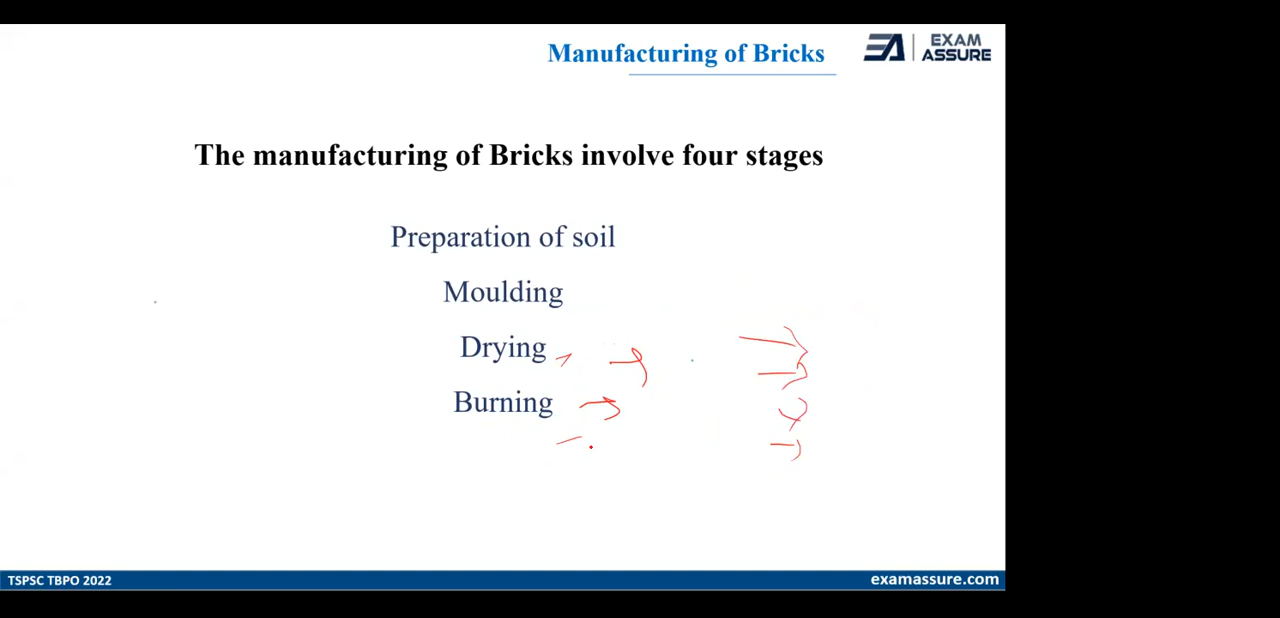 Manufacturing of Bricks
EXAM
ASSURE
The manufacturing of Bricks involve four stages
Preparation of soil
Moulding
Drying
Burning
TSPSC TBPO 2022
examassure.com